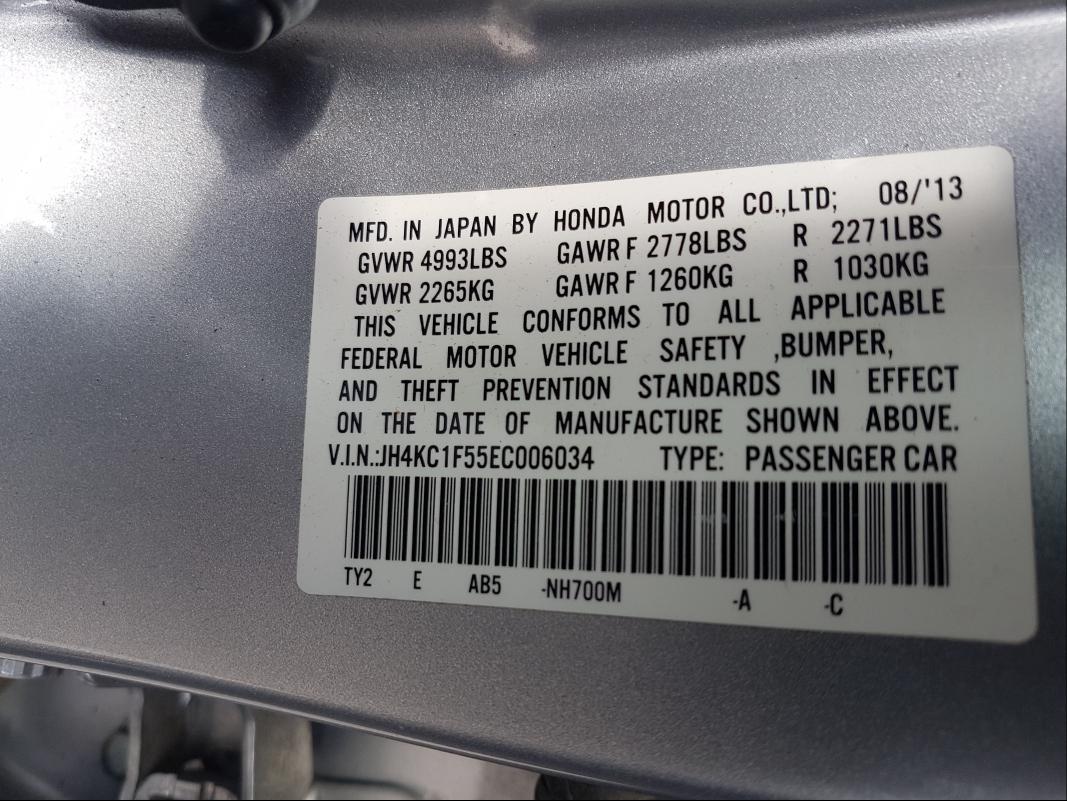 MFD. IN JAPAN BY HONDA MOTOR CO.,LTD; 08/'13
GVWR 4993LBS GAWR F 2778LBS R 2271LBS
GVWR 2265KG GAWR F 1260KG R 1030KG
THIS VEHICLE CONFORMS TO ALL APPLICABLE
FEDERAL MOTOR VEHICLE SAFETY ,BUMPER,
AND THEFT PREVENTION STANDARDS IN EFFECT
ON THE DATE OF MANUFACTURE SHOWN ABOVE.
V.I.N.:JH4KC1F55EC006034 TYPE: PASSENGER CAR
TY2 E AB5 -NH700M -A -C